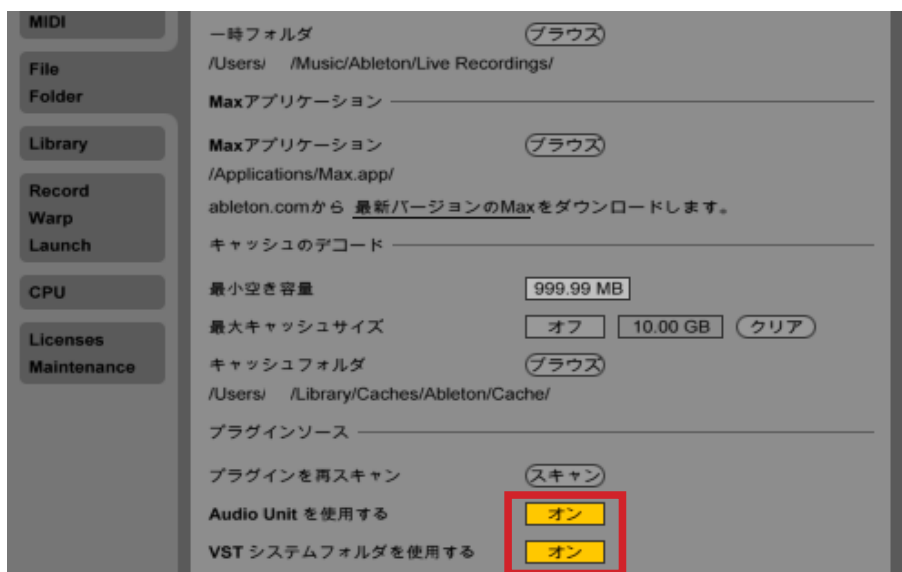 MIDI
File
Folder
Library
Record
Warp
Launch
CPU
Licenses
Maintenance
一時フォルダ ブラウズ
/Users/ /Music/Ableton/Live Recordings/
Maxアプリケーション
Maxアプリケーション ブラウズ
/Applications/Max.app/
ableton.comから 最新バージョンのMaxをダウンロードします。
キャッシュのデコード
最小空き容量 999.99 MB
最大キャッシュサイズ オフ 10.00 GB クリア
キャッシュフォルダ ブラウズ
/Users/ /Library/Caches/Ableton/Cache/
プラグインソース
プラグインを再スキャン スキャン
Audio Unit を使用する オン
VST システムフォルダを使用する オン